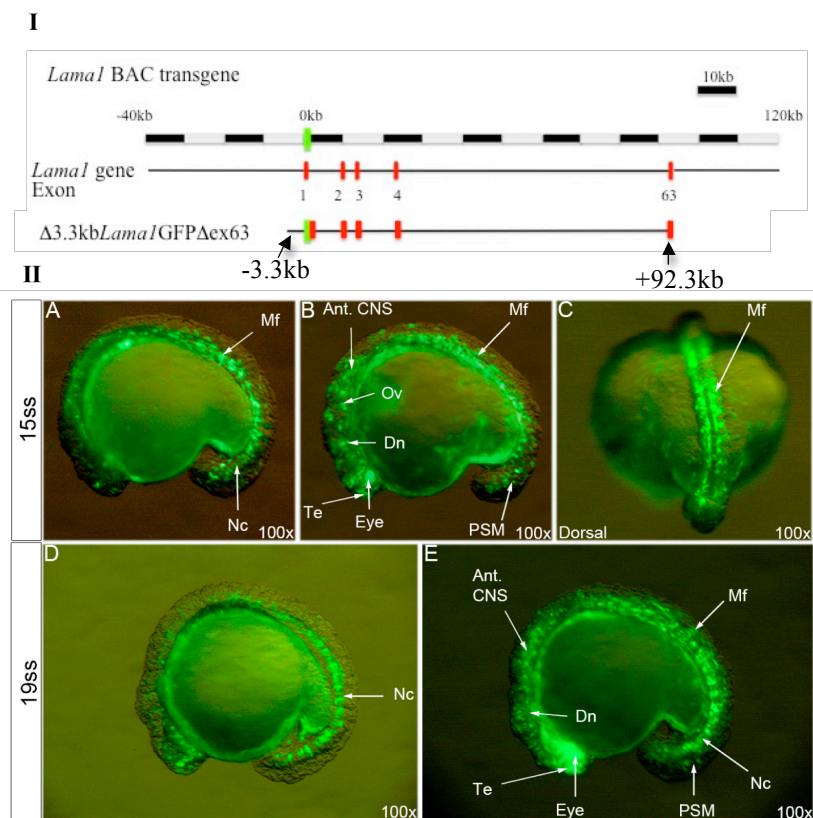 I
Lama1 BAC transgene
10kb
-40kb 0kb 120kb
Lama1 gene
Exon
1 2 3 4 63
Δ3.3kbLama1GFPΔex63
-3.3kb
+92.3kb
II
15ss
A
Mf
Nc
100x
B
Ant. CNS
Mf
Ov
Dn
Te
Eye
PSM
100x
C
Mf
Dorsal
100x
19ss
D
Nc
100x
E
Ant.
CNS
Mf
Dn
Te
Eye
PSM
Nc
100x